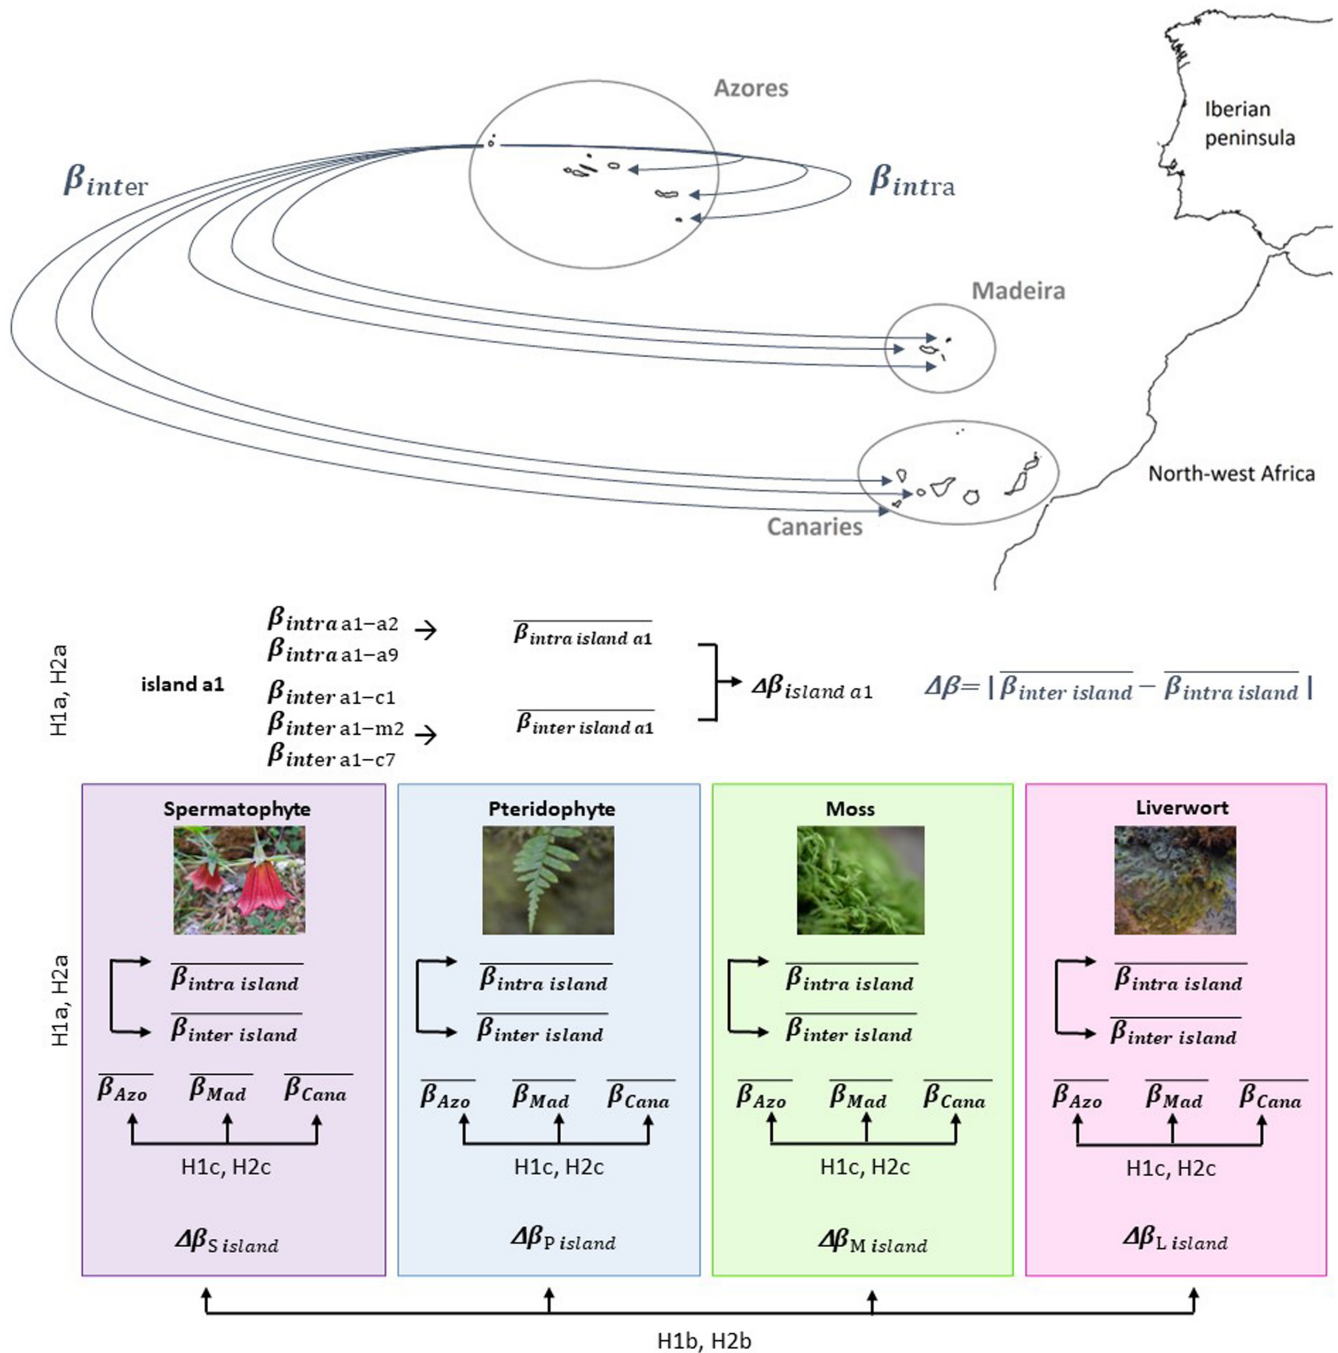 Azores
Iberian
peninsula
βinter
βintra
Madeira
North-west Africa
Canaries
H1a, H2a
island a1
βintra a1−a2 →
βintra a1−a9
βinter a1−c1
βinter a1−m2 →
βinter a1−c7
βintra island a1
βinter island a1
Δβisland a1
Δβ= | βinter island − βintra island |
H1a, H2a
Spermatophyte
βintra island
βinter island
βAzo βMad βCana
H1c, H2c
ΔβS island
Pteridophyte
βintra island
βinter island
βAzo βMad βCana
H1c, H2c
ΔβP island
Moss
βintra island
βinter island
βAzo βMad βCana
H1c, H2c
ΔβM island
Liverwort
βintra island
βinter island
βAzo βMad βCana
H1c, H2c
ΔβL island
H1b, H2b